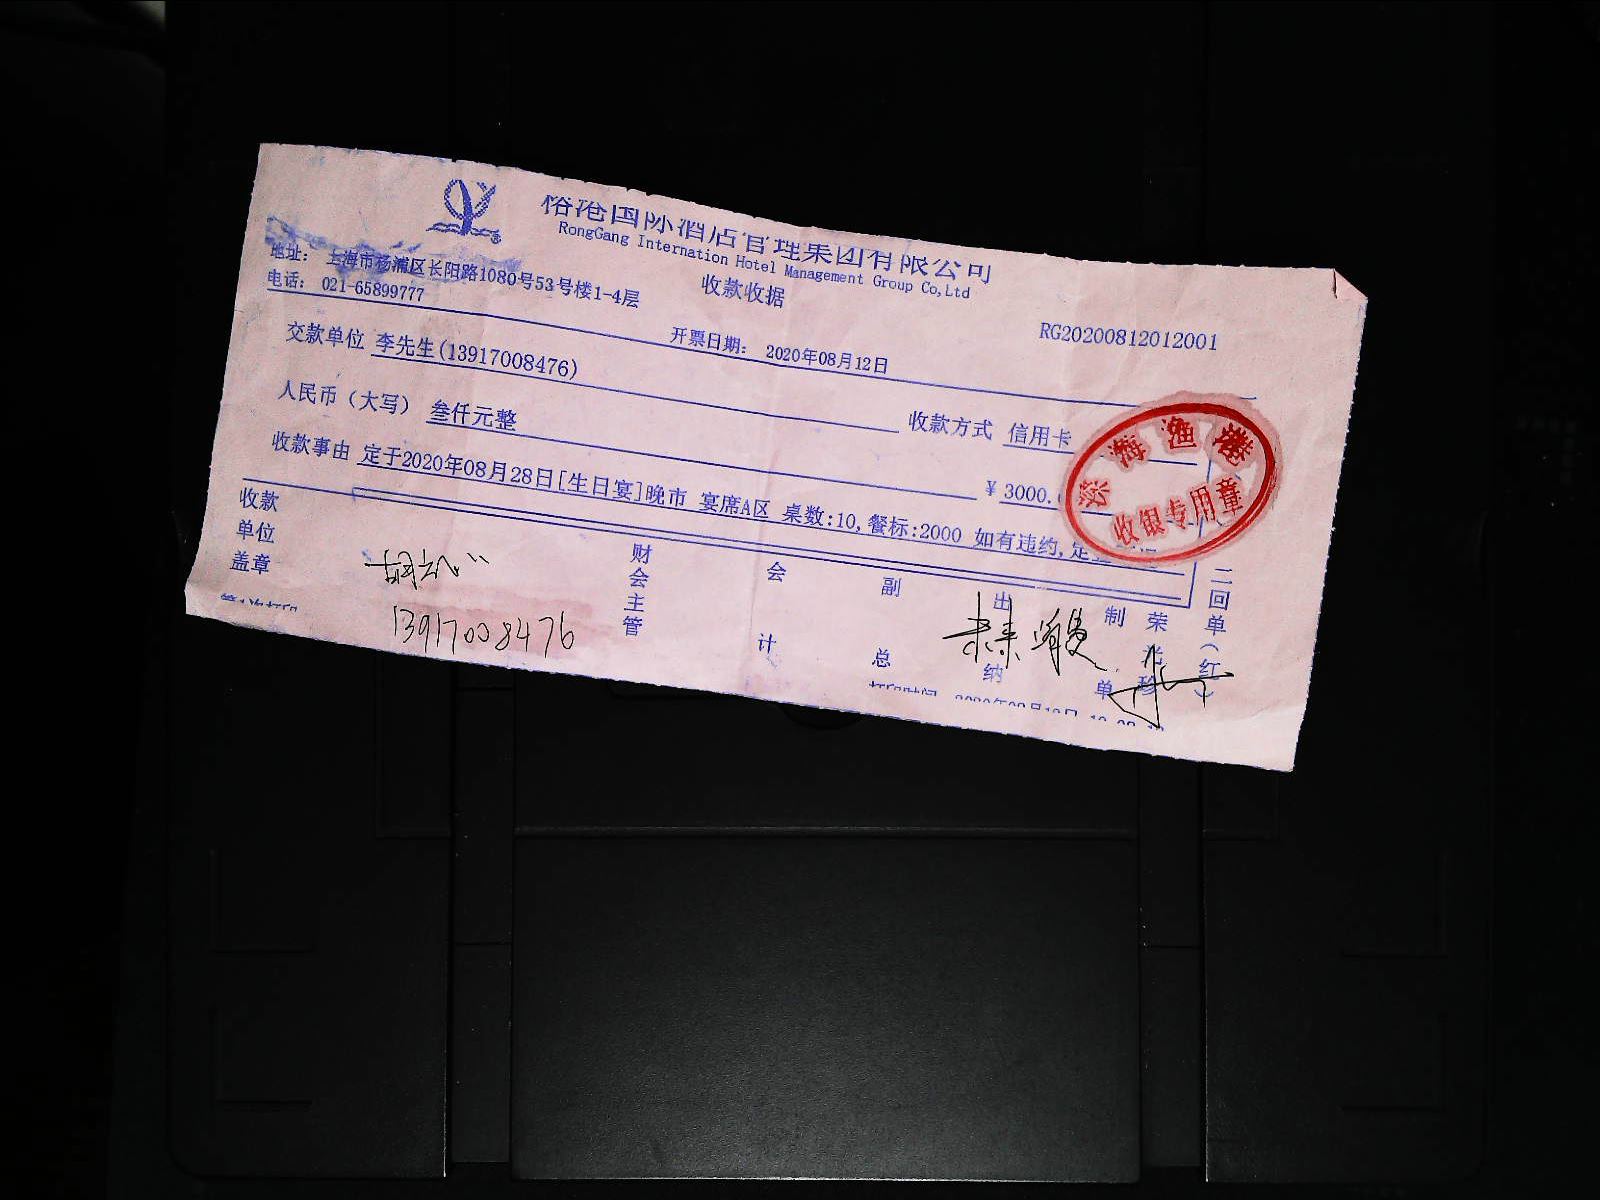 裕港国际酒店管理集团有限公司
RongGang Internation Hotel Management Group Co,Ltd
地址： 上海市杨浦区长阳路1080号53号楼1-4层
电话： 021-65899777
收款收据
RG20200812012001
开票日期： 2020年08月12日
交款单位 李先生(13917008476)
收款方式 信用卡
人民币（大写） 叁仟元整
¥ 3000.
收款事由 定于2020年08月28日[生日宴]晚市 宴席A区 桌数:10,餐标:2000 如有违约,定
海渔港
收银专用章
二回单（红）
收款单位盖章
13917008476
财会主管
会计
副总
出纳
制单
荣光珍